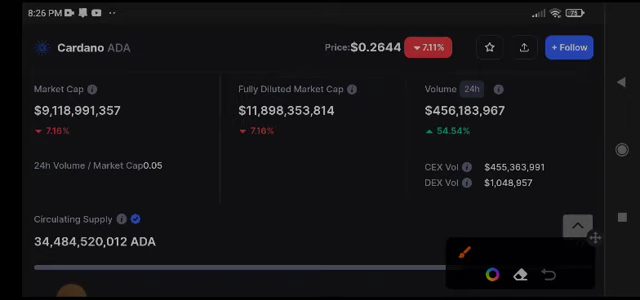 8:26 PM
75
Cardano ADA
Price:$0.2644 7.11%
+ Follow
Market Cap
$9,118,991,357
7.16%
24h Volume / Market Cap0.05
Fully Diluted Market Cap
$11,898,353,814
7.16%
Volume 24h
$456,183,967
54.54%
CEX Vol $455,363,991
DEX Vol $1,048,957
Circulating Supply
34,484,520,012 ADA